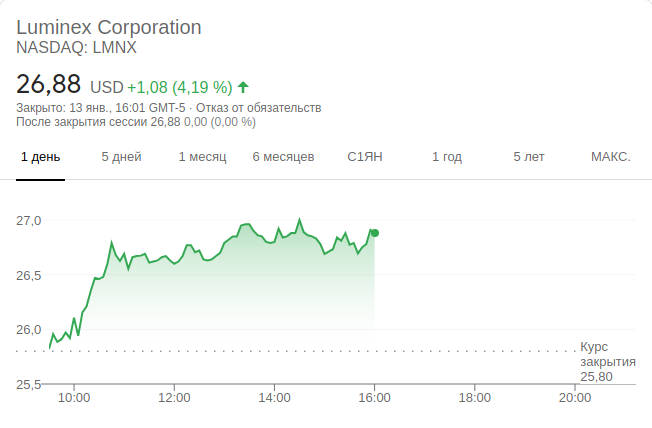 Luminex Corporation
NASDAQ: LMNX
26,88 USD +1,08 (4,19 %)
Закрыто: 13 янв., 16:01 GMT-5 · Отказ от обязательств
После закрытия сессии 26,88 0,00 (0,00 %)
1 день 5 дней 1 месяц 6 месяцев С1ЯН 1 год 5 лет МАКС.
27,0
26,5
26,0
Курс
закрытия
25,80
25,5
10:00 12:00 14:00 16:00 18:00 20:00